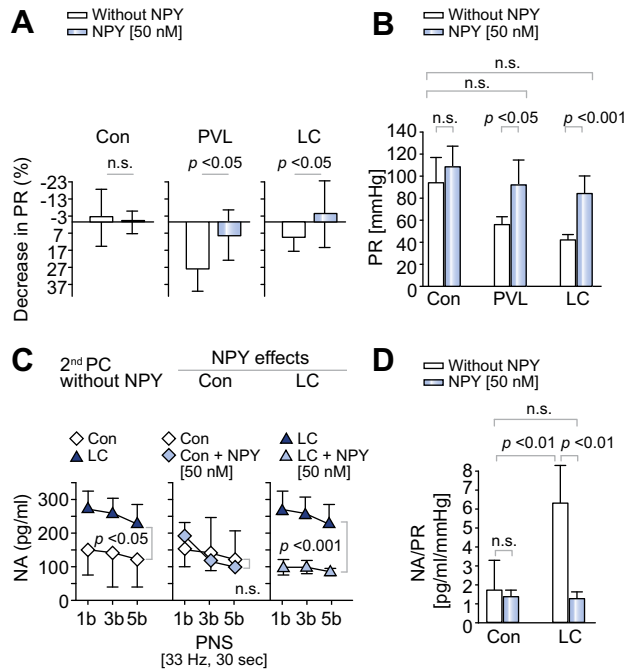 A
Without NPY
NPY [50 nM]
Con
PVL
LC
n.s.
p <0.05
p <0.05
Decrease in PR (%)
-23
-13
-3
7
17
27
37
B
Without NPY
NPY [50 nM]
n.s.
n.s.
n.s.
p <0.05
p <0.001
PR [mmHg]
140
120
100
80
60
40
20
0
Con
PVL
LC
C
2nd PC
without NPY
NPY effects
Con
LC
Con
LC
Con
Con + NPY
[50 nM]
LC
LC + NPY
[50 nM]
NA (pg/ml)
300
200
100
0
p <0.05
n.s.
p <0.001
1b 3b 5b
1b 3b 5b
1b 3b 5b
PNS
[33 Hz, 30 sec]
D
Without NPY
NPY [50 nM]
n.s.
p <0.01
p <0.01
n.s.
NA/PR
[pg/ml/mmHg]
8
7
6
5
4
3
2
1
0
Con
LC